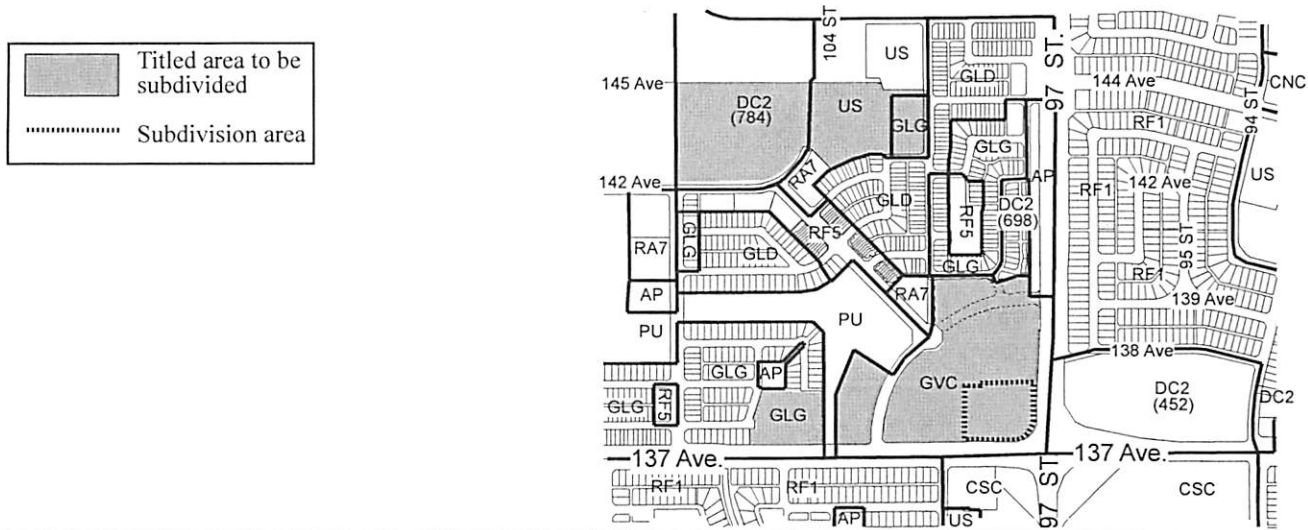 Titled area to be
subdivided
Subdivision area
104 ST
US
GLD
97 ST.
144 Ave
CNC
94 ST
145 Ave
DC2
(784)
US
GLG
GLG
RF1
US
142 Ave
RA7
GLD
AP
RF1
142 Ave
RF5
DC2
(698)
95 ST
RA7
GLG
GLD
RF5
GLG
RF1
AP
RA7
139 Ave
PU
PU
138 Ave
GLG
AP
GVC
DC2
(452)
DC2
GLG
RF5
GLG
137 Ave.
137 Ave.
RF1
RF1
CSC
97 ST
CSC
AP
US